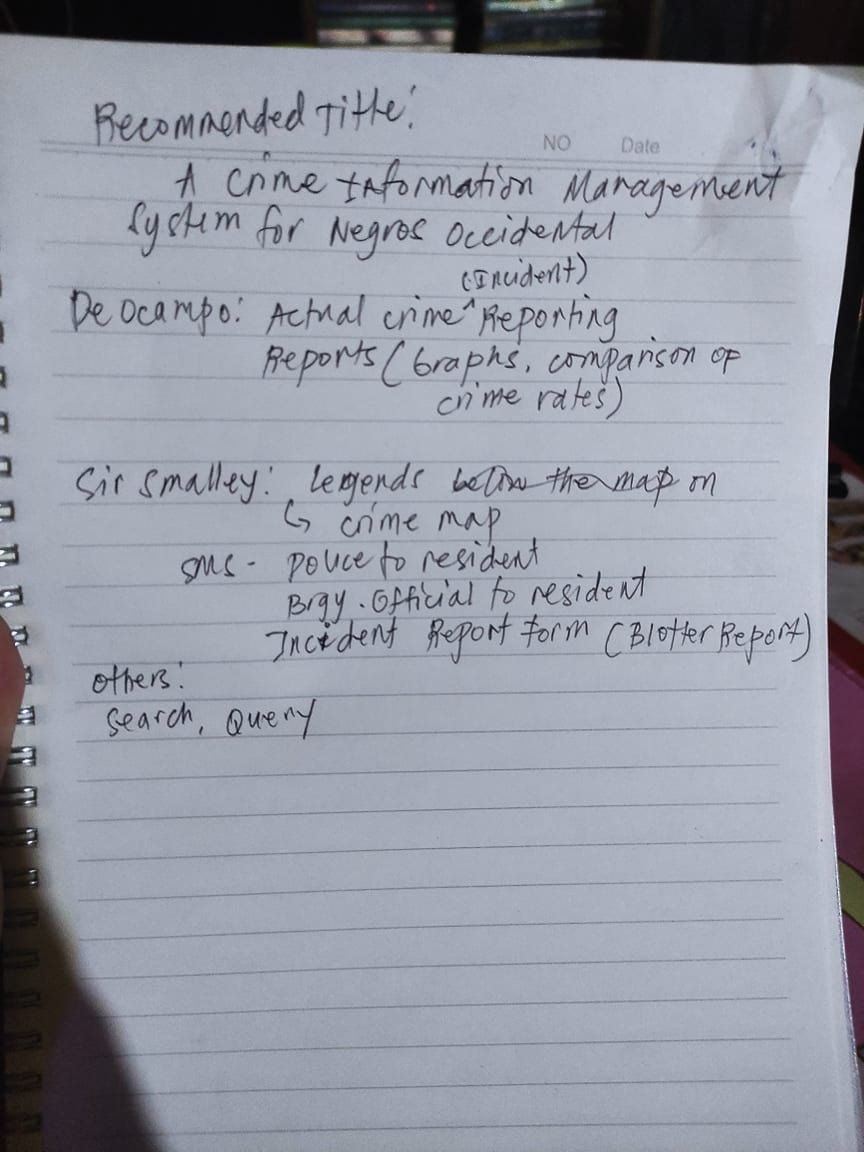 Recommended Title:
NO Date
A Crime Information Management
System for Negros Occidental
(Incident)
De Ocampo: Actual crime ^ Reporting
Reports (Graphs, comparison of
crime rates)
Sir Smalley: Legends below the map on
↳ crime map
SMS - Police to resident
Brgy. Official to resident
Incident Report Form (Blotter Report)
others:
Search, Query